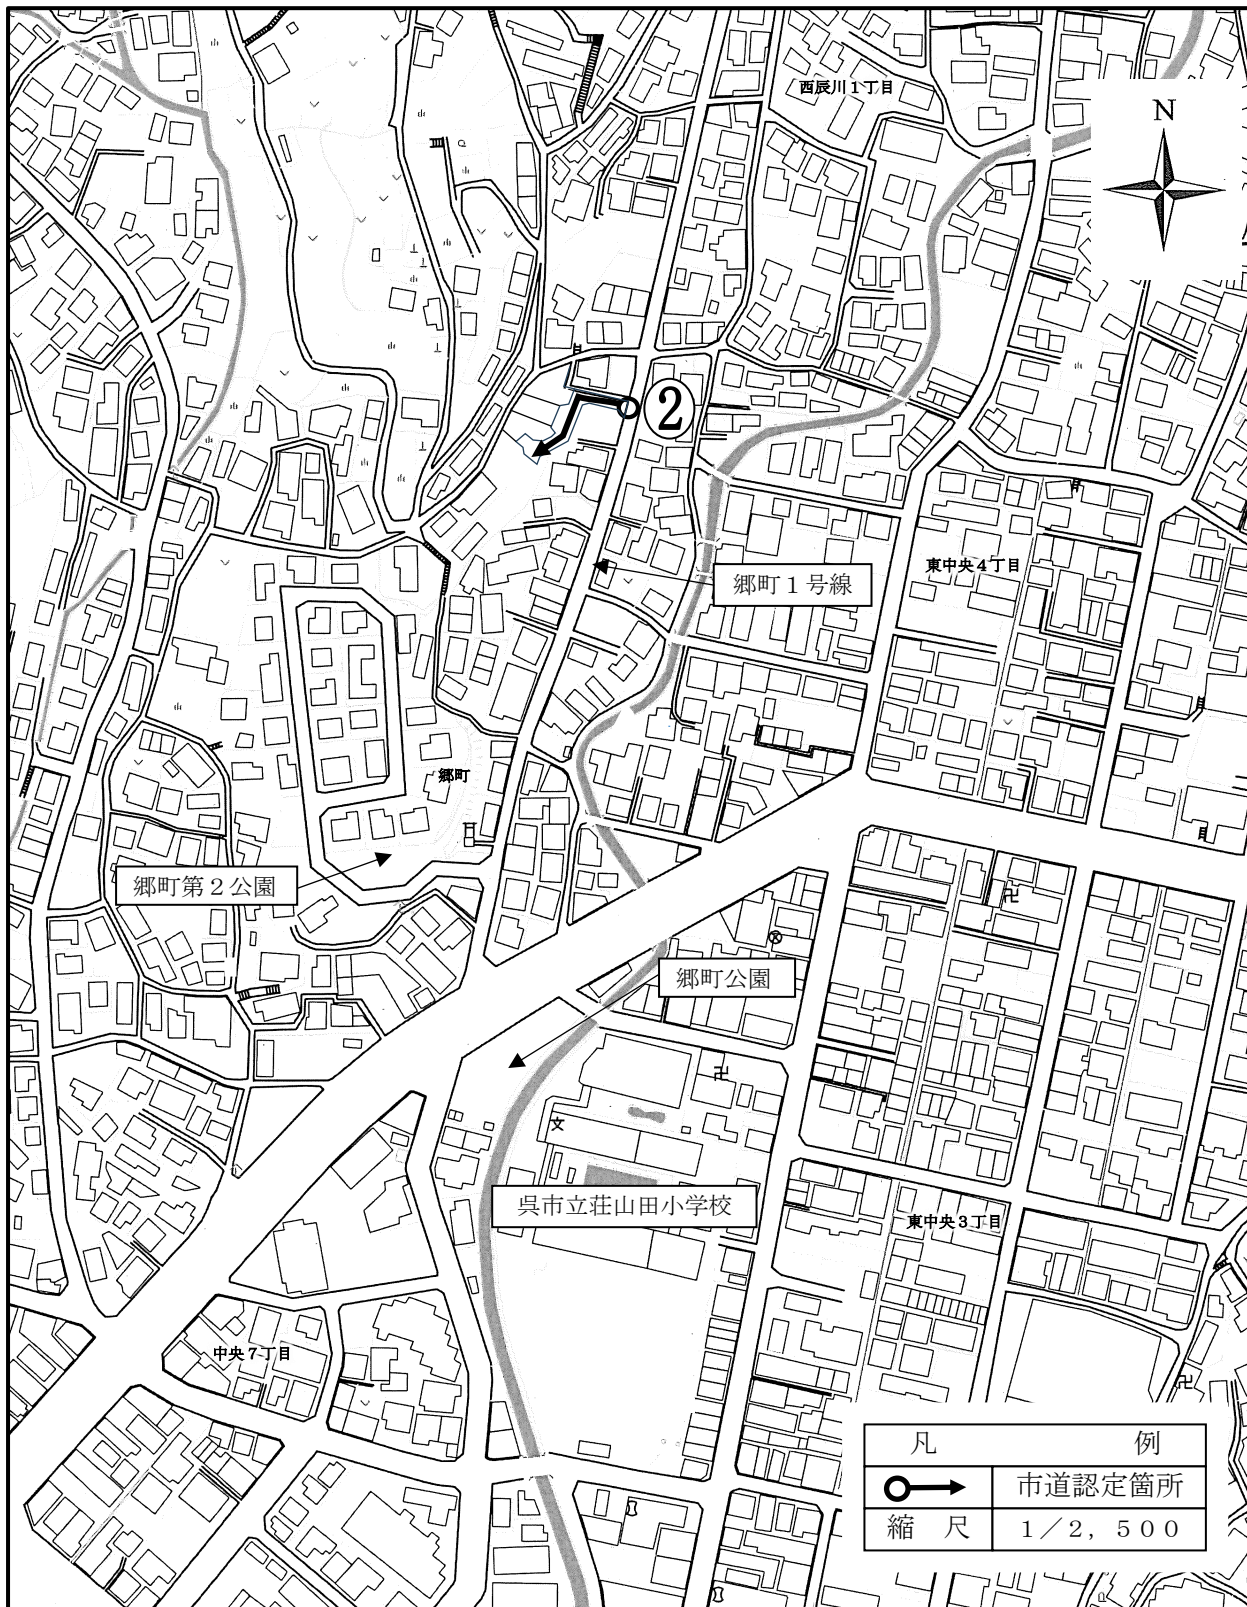 西辰川1丁目
N
②
東中央4丁目
郷町1号線
郷町
郷町第2公園
郷町公園
呉市立荘山田小学校
東中央3丁目
中央7丁目
凡 例
市道認定箇所
縮 尺 1/2,500